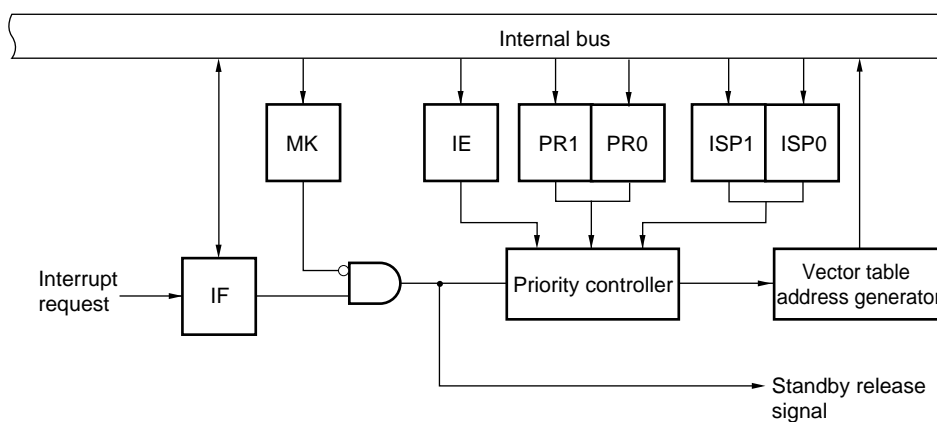 Internal bus
MK
IE
PR1
PR0
ISP1
ISP0
Interrupt
request
IF
Priority controller
Vector table
address generator
Standby release
signal